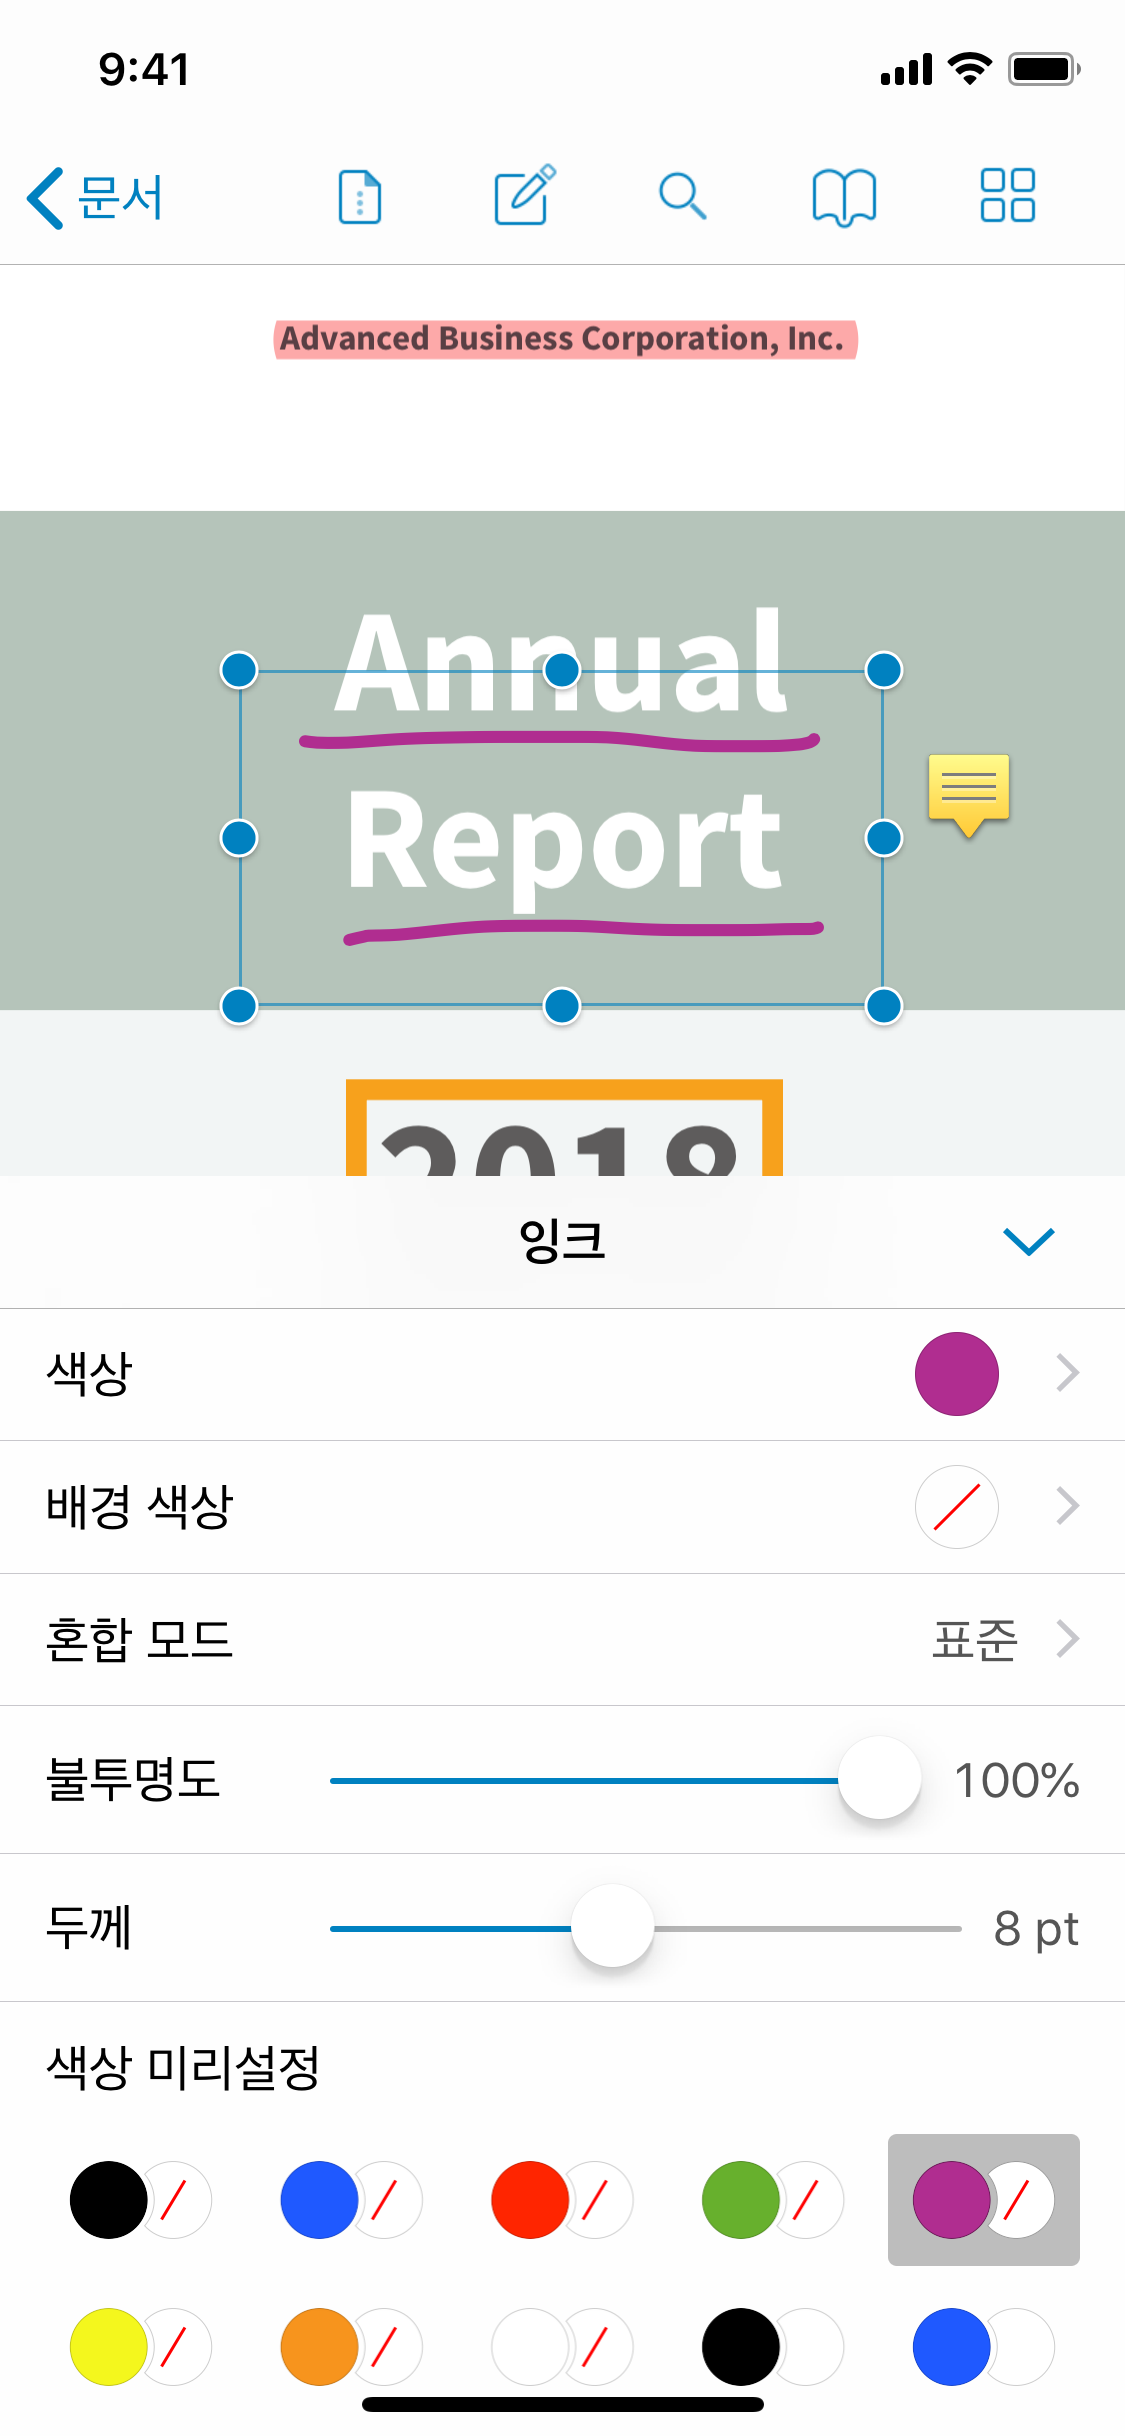 9:41
문서
Advanced Business Corporation, Inc.
Annual
Report
2018
잉크
색상
배경 색상
혼합 모드 표준
불투명도 100%
두께 8 pt
색상 미리설정